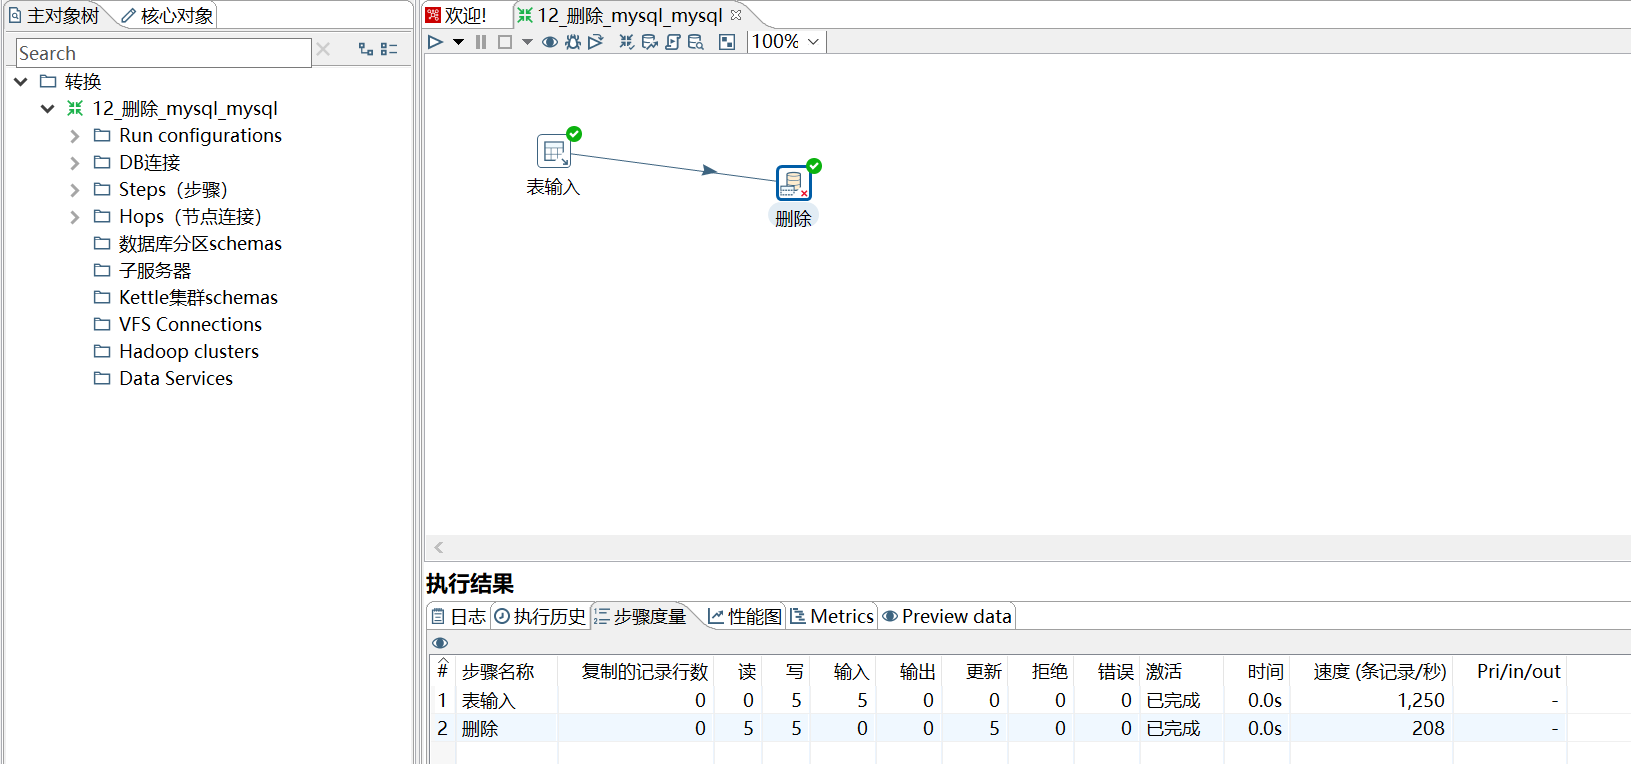 主对象树 核心对象
Search
转换
12_删除_mysql_mysql
Run configurations
DB连接
Steps（步骤）
Hops（节点连接）
数据库分区schemas
子服务器
Kettle集群schemas
VFS Connections
Hadoop clusters
Data Services
欢迎! 12_删除_mysql_mysql
100%
表输入
删除
执行结果
日志 执行历史 步骤度量 性能图 Metrics Preview data
# 步骤名称 复制的记录行数 读 写 输入 输出 更新 拒绝 错误 激活 时间 速度 (条记录/秒) Pri/in/out
1 表输入 0 0 5 5 0 0 0 0 已完成 0.0s 1,250 -
2 删除 0 5 5 0 0 5 0 0 已完成 0.0s 208 -